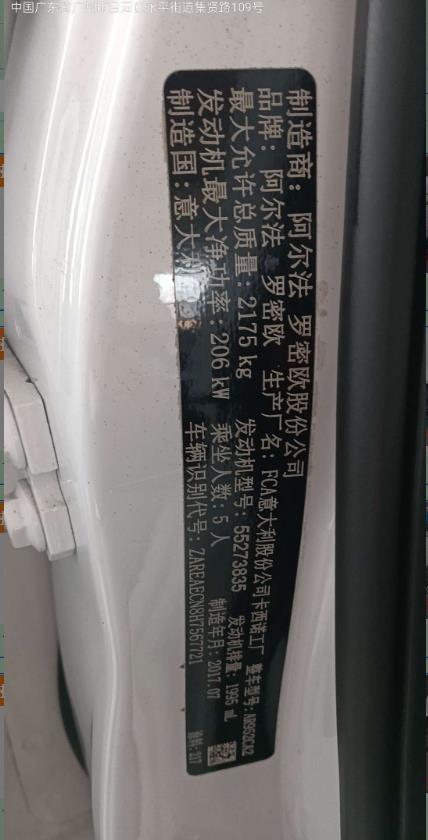 中国广东省广州市白云区永平街道集贤路109号
制造商：阿尔法 罗密欧股份公司
品牌：阿尔法 罗密欧 生产厂名：FCA意大利股份公司卡西诺工厂 整车型号：AR952CA2
最大允许总质量：2175 kg 发动机型号：55273835 发动机排量：1995 mL
发动机最大净功率：206 kW 乘坐人数：5 人 制造年月：2017.07
制造国：意大利 车辆识别代号：ZAREAECN8H7567721 涂料：217